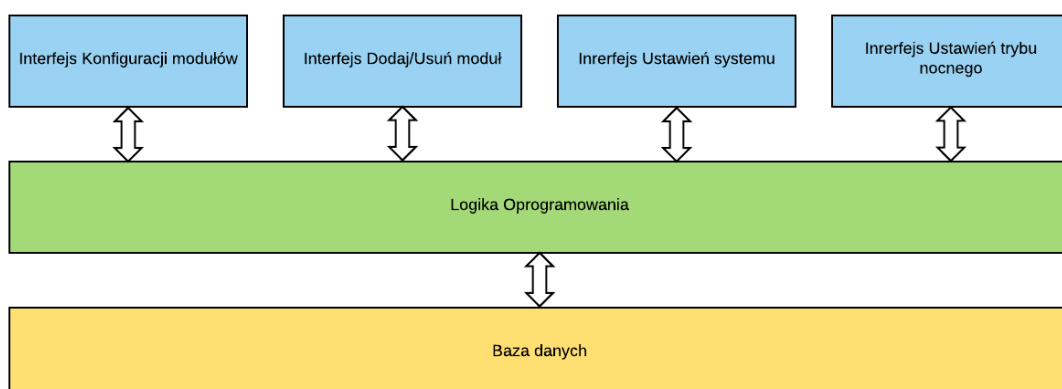 Interfejs Konfiguracji modułów
Interfejs Dodaj/Usuń moduł
Inrerfejs Ustawień systemu
Inrerfejs Ustawień trybu
nocnego
Logika Oprogramowania
Baza danych